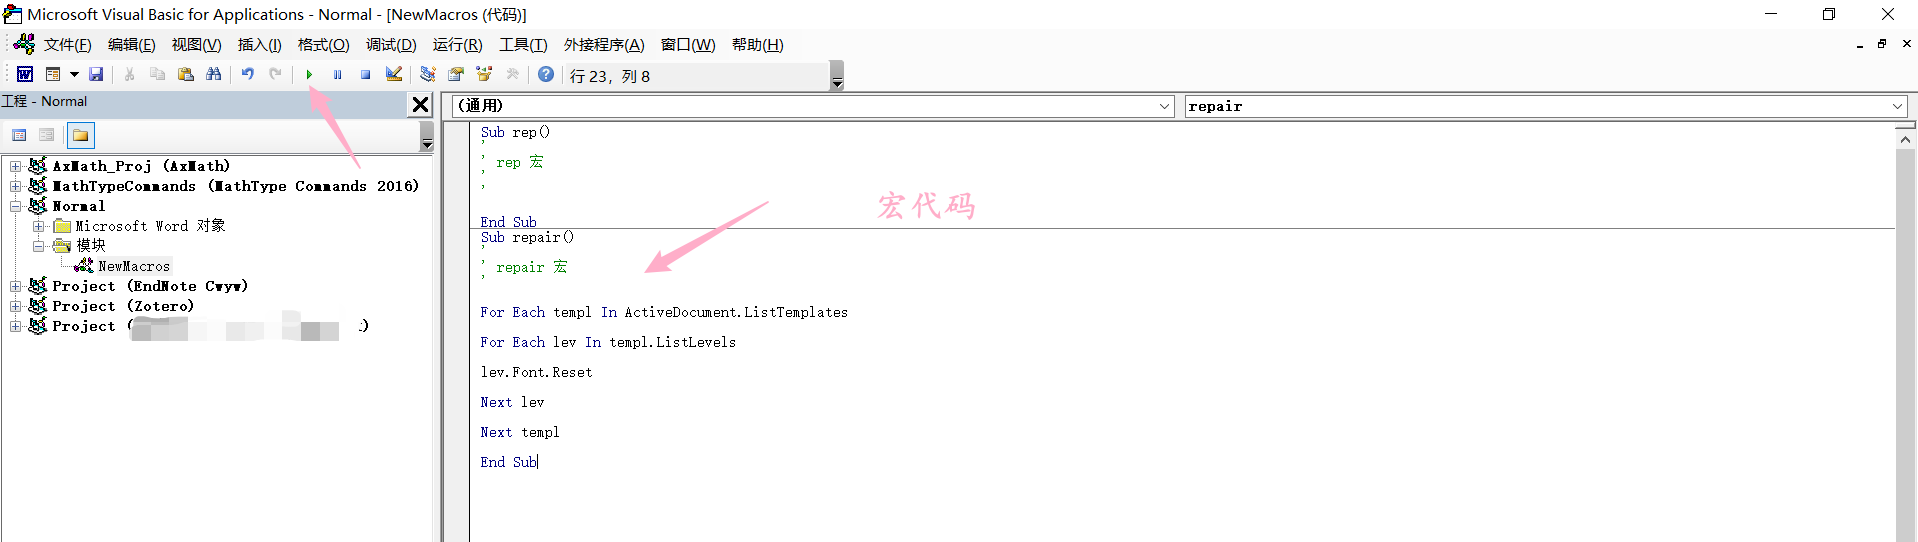 Microsoft Visual Basic for Applications - Normal - [NewMacros (代码)]
文件(F) 编辑(E) 视图(V) 插入(I) 格式(O) 调试(D) 运行(R) 工具(T) 外接程序(A) 窗口(W) 帮助(H)
行 23，列 8
工程 - Normal
AxMath_Proj (AxMath)
MathTypeCommands (MathType Commands 2016)
Normal
Microsoft Word 对象
模块
NewMacros
Project (EndNote Cwyw)
Project (Zotero)
Project ( )
(通用)
repair
Sub rep()
'
' rep 宏
'
'
End Sub
Sub repair()
'
' repair 宏
'
For Each templ In ActiveDocument.ListTemplates
For Each lev In templ.ListLevels
lev.Font.Reset
Next lev
Next templ
End Sub
宏代码